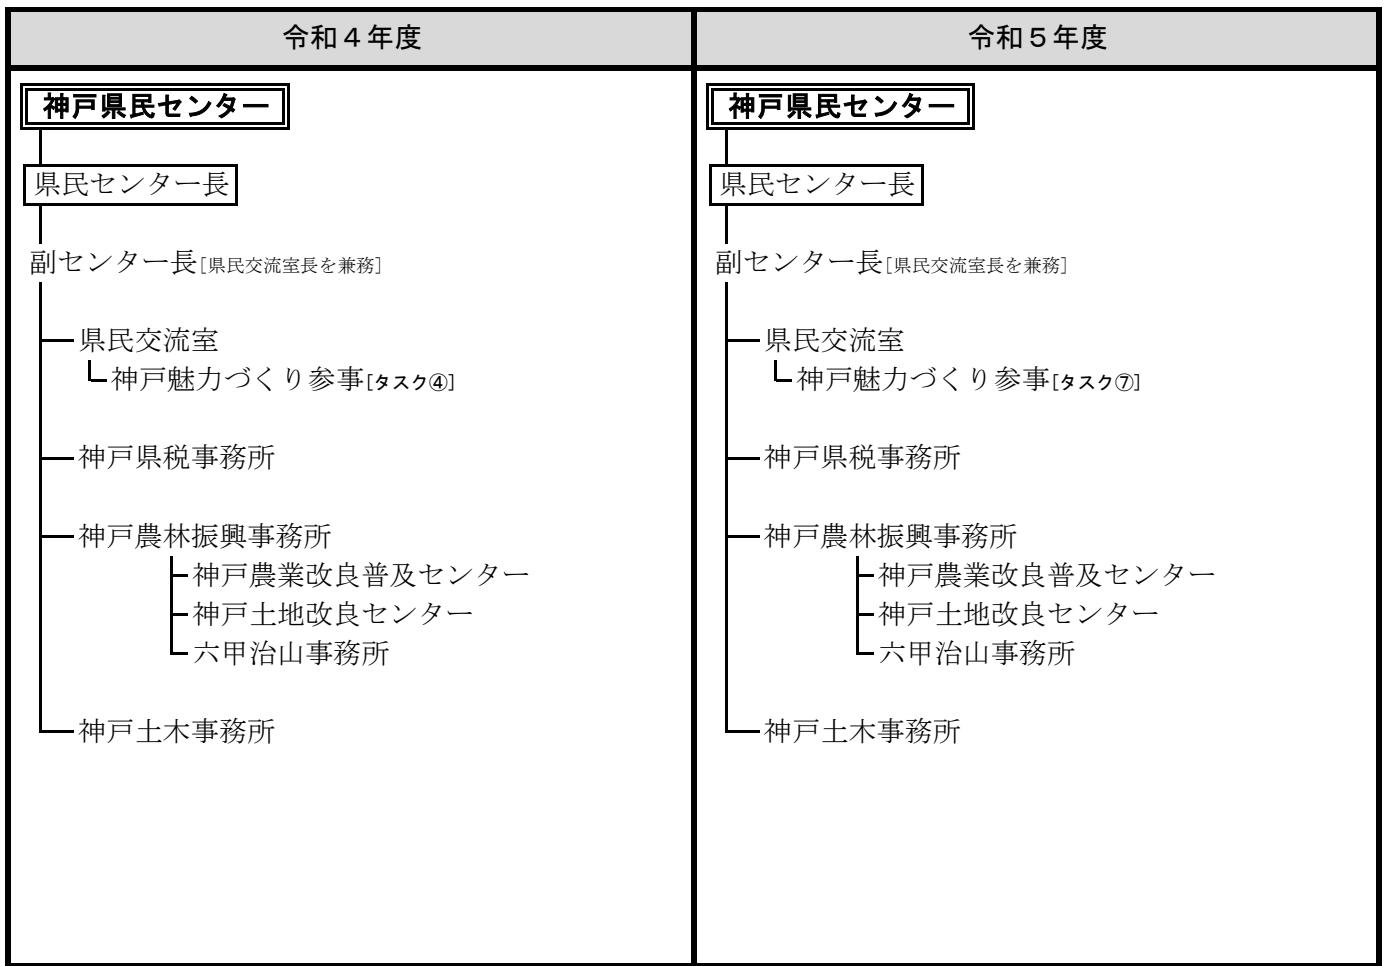 令和４年度
神戸県民センター
県民センター長
副センター長[県民交流室長を兼務]
県民交流室
神戸魅力づくり参事[タスク④]
神戸県税事務所
神戸農林振興事務所
神戸農業改良普及センター
神戸土地改良センター
六甲治山事務所
神戸土木事務所
令和５年度
神戸県民センター
県民センター長
副センター長[県民交流室長を兼務]
県民交流室
神戸魅力づくり参事[タスク⑦]
神戸県税事務所
神戸農林振興事務所
神戸農業改良普及センター
神戸土地改良センター
六甲治山事務所
神戸土木事務所